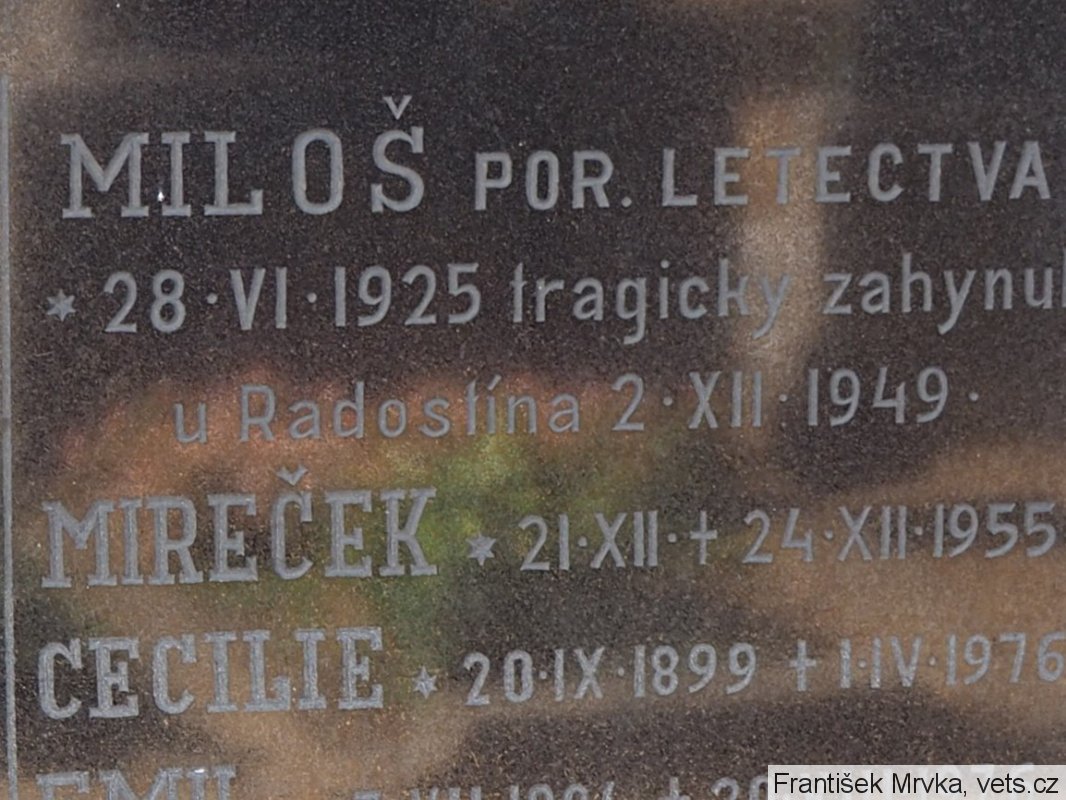 MILOŠ POR. LETECTVA
* 28·VI·1925 tragicky zahynul
u Radostína 2·XII·1949·
MIREČEK * 21·XII·+ 24·XII·1955
CECILIE * 20·IX·1899 + 1·IV·1976
EMIL
František Mrvka, vets.cz